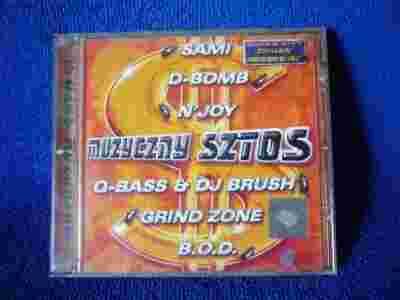 SAMI
D-BOMB
N'JOY
MUZYCZNY SZTOS
Q-BASS & DJ BRUSH
GRIND ZONE
B.O.D.